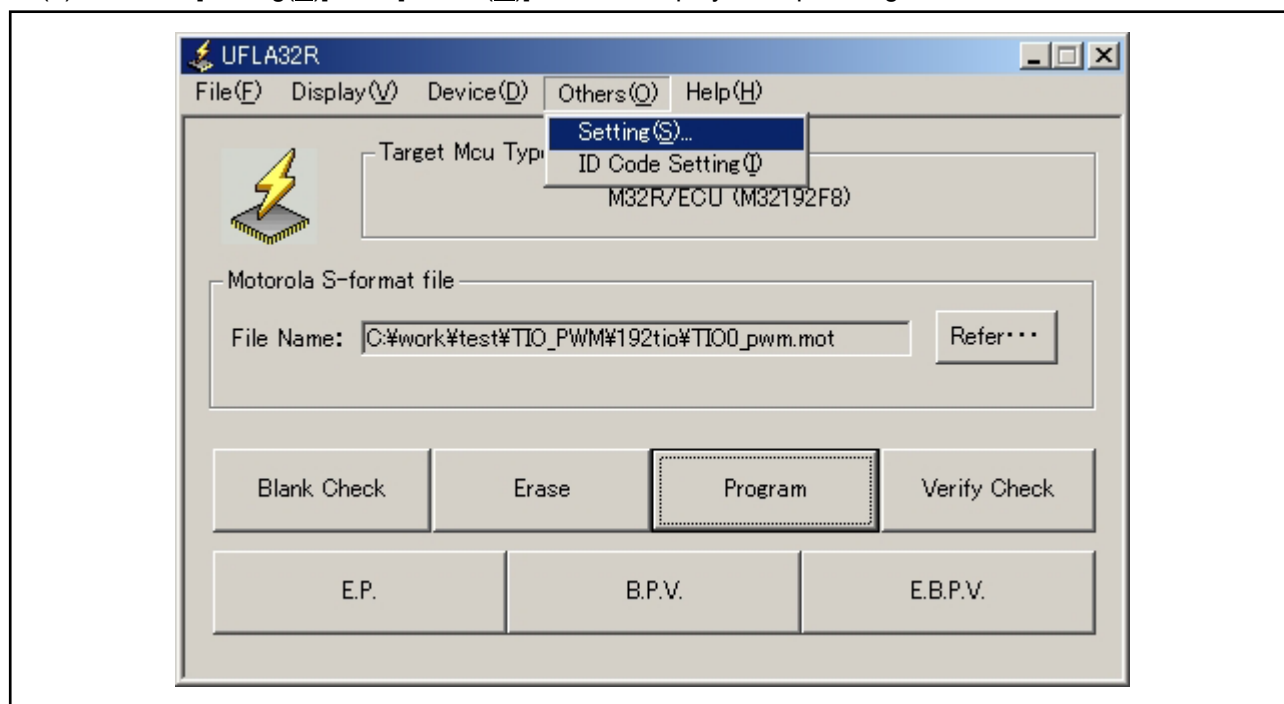 UFLA32R
File(F) Display(V) Device(D) Others(O) Help(H)
Setting(S)...
ID Code Setting(I)
Target Mcu
M32R/ECU (M32192F8)
Motorola S-format file
File Name: C:¥work¥test¥TIO_PWM¥192tio¥TIO0_pwm.mot Refer･･･
Blank Check Erase Program Verify Check
E.P. B.P.V. E.B.P.V.